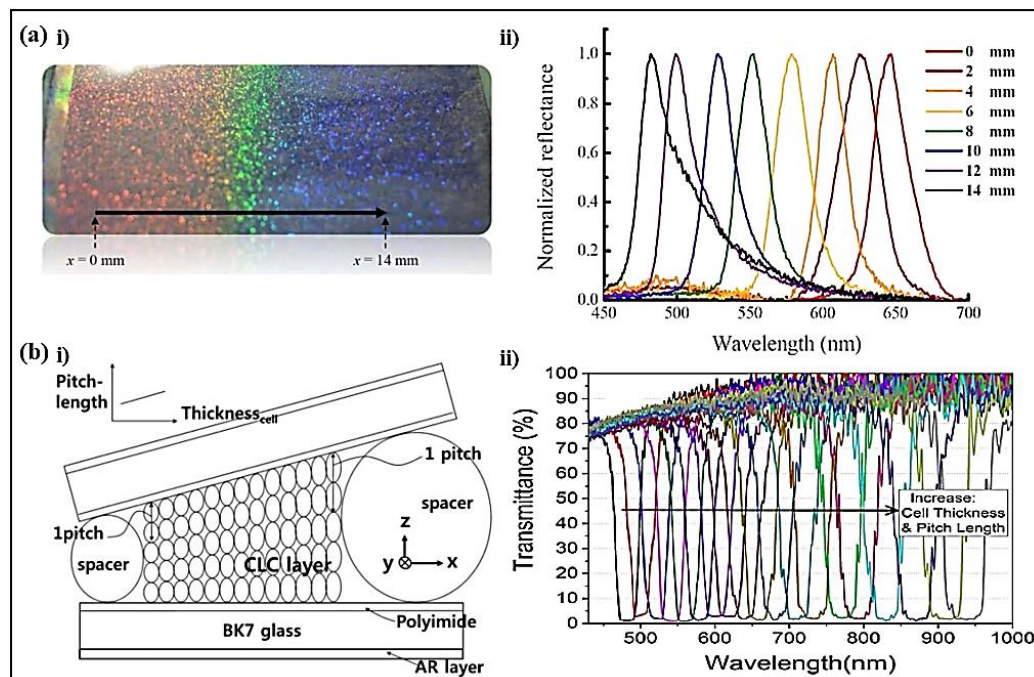 (a) i)
x = 0 mm
x = 14 mm
ii)
Normalized reflectance
1.0
0.8
0.6
0.4
0.2
0.0
450
500
550
600
650
700
Wavelength (nm)
0 mm
2 mm
4 mm
6 mm
8 mm
10 mm
12 mm
14 mm
(b) i)
Pitch-
length
Thickness cell
1 pitch
1pitch
spacer
spacer
CLC layer
z
y
x
Polyimide
BK7 glass
AR layer
ii)
Transmittance (%)
100
90
80
70
60
50
40
30
20
10
0
Increase:
Cell Thickness
& Pitch Length
500
600
700
800
900
1000
Wavelength(nm)